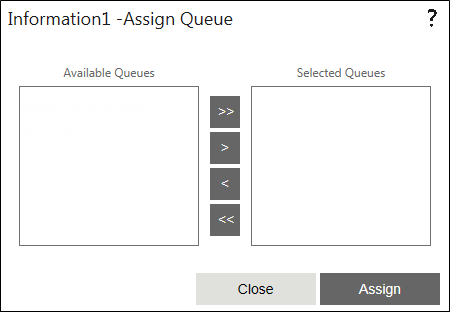 Information1 -Assign Queue ?
Available Queues Selected Queues
>>
>
<
<<
Close Assign